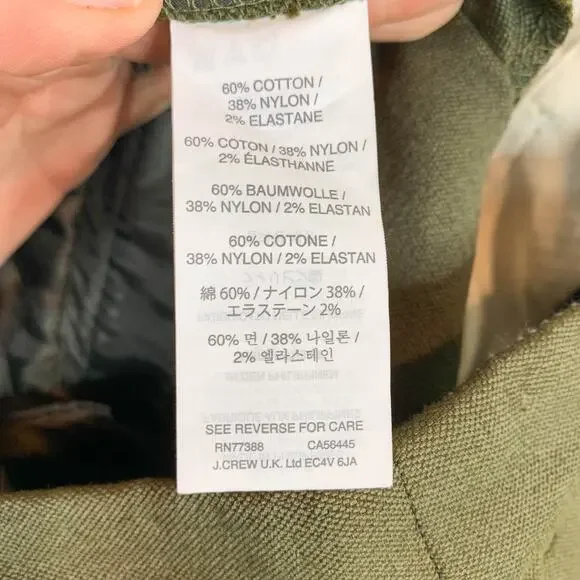 60% COTTON /
38% NYLON /
2% ELASTANE
60% COTON / 38% NYLON /
2% ÉLASTHANNE
60% BAUMWOLLE /
38% NYLON / 2% ELASTAN
60% COTONE /
38% NYLON / 2% ELASTAN
綿 60% / ナイロン 38% /
エラステーン 2%
60% 면 / 38% 나일론 /
2% 엘라스테인
SEE REVERSE FOR CARE
RN77388 CA56445
J.CREW U.K. Ltd EC4V 6JA